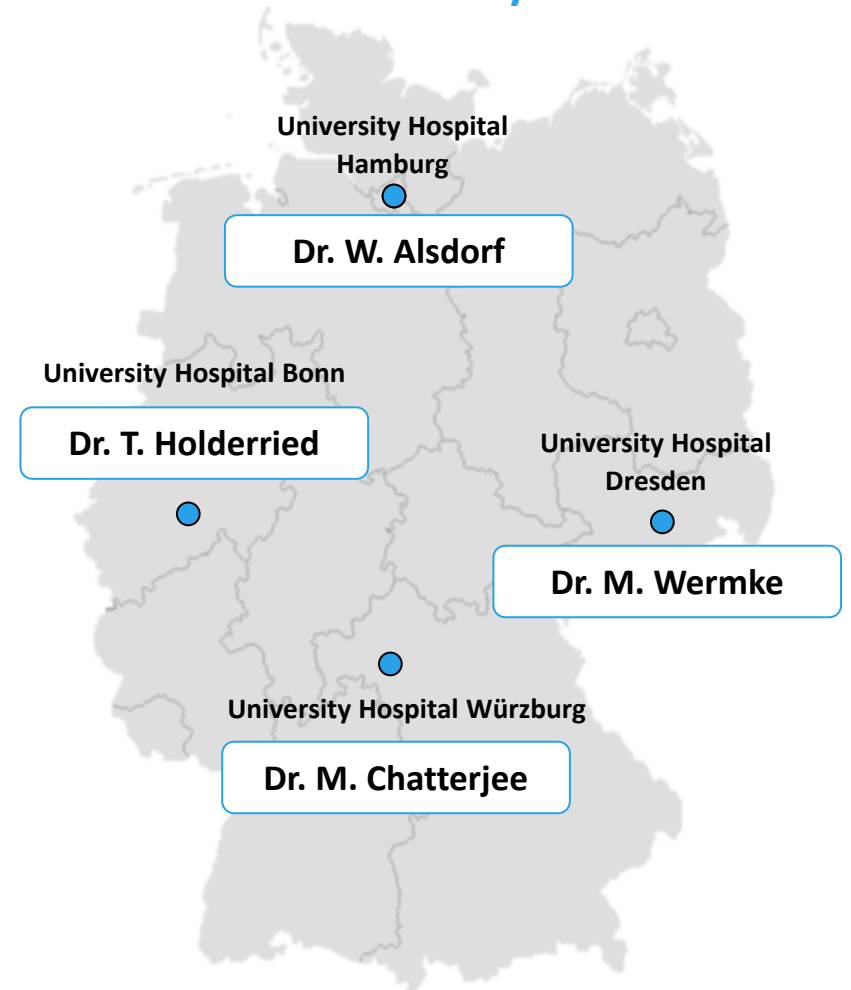 University Hospital
Hamburg
Dr. W. Alsdorf
University Hospital Bonn
Dr. T. Holderried
University Hospital
Dresden
Dr. M. Wermke
University Hospital Würzburg
Dr. M. Chatterjee